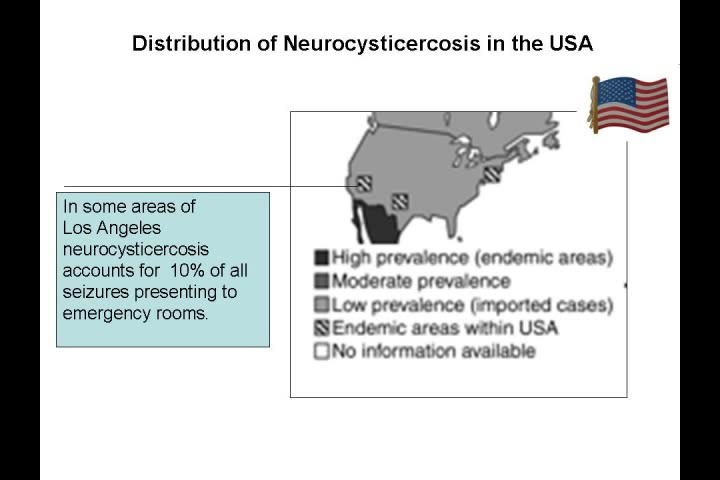 Distribution of Neurocysticercosis in the USA
In some areas of
Los Angeles
neurocysticercosis
accounts for 10% of all
seizures presenting to
emergency rooms.
High prevalence (endemic areas)
Moderate prevalence
Low prevalence (imported cases)
Endemic areas within USA
No information available